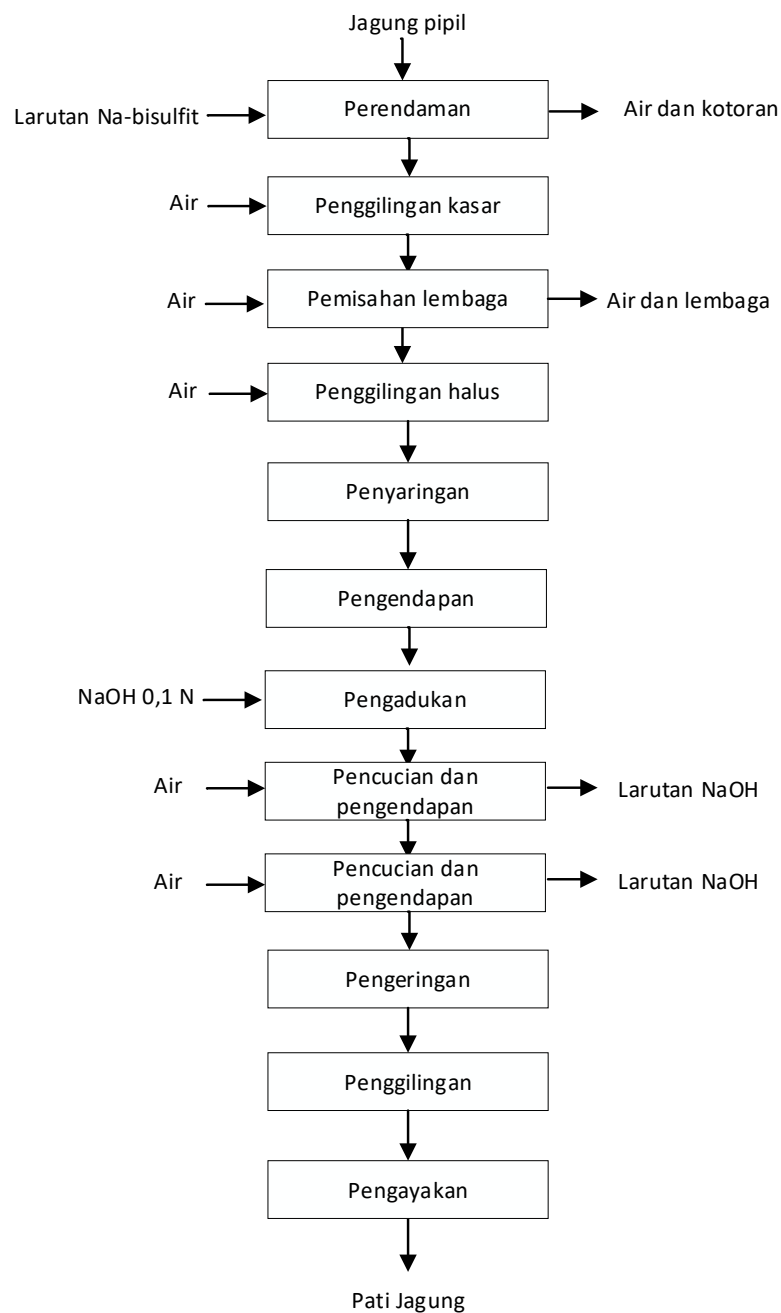 Jagung pipil
Larutan Na-bisulfit
Perendaman
Air dan kotoran
Air
Penggilingan kasar
Air
Pemisahan lembaga
Air dan lembaga
Air
Penggilingan halus
Penyaringan
Pengendapan
NaOH 0,1 N
Pengadukan
Air
Pencucian dan
pengendapan
Larutan NaOH
Air
Pencucian dan
pengendapan
Larutan NaOH
Pengeringan
Penggilingan
Pengayakan
Pati Jagung